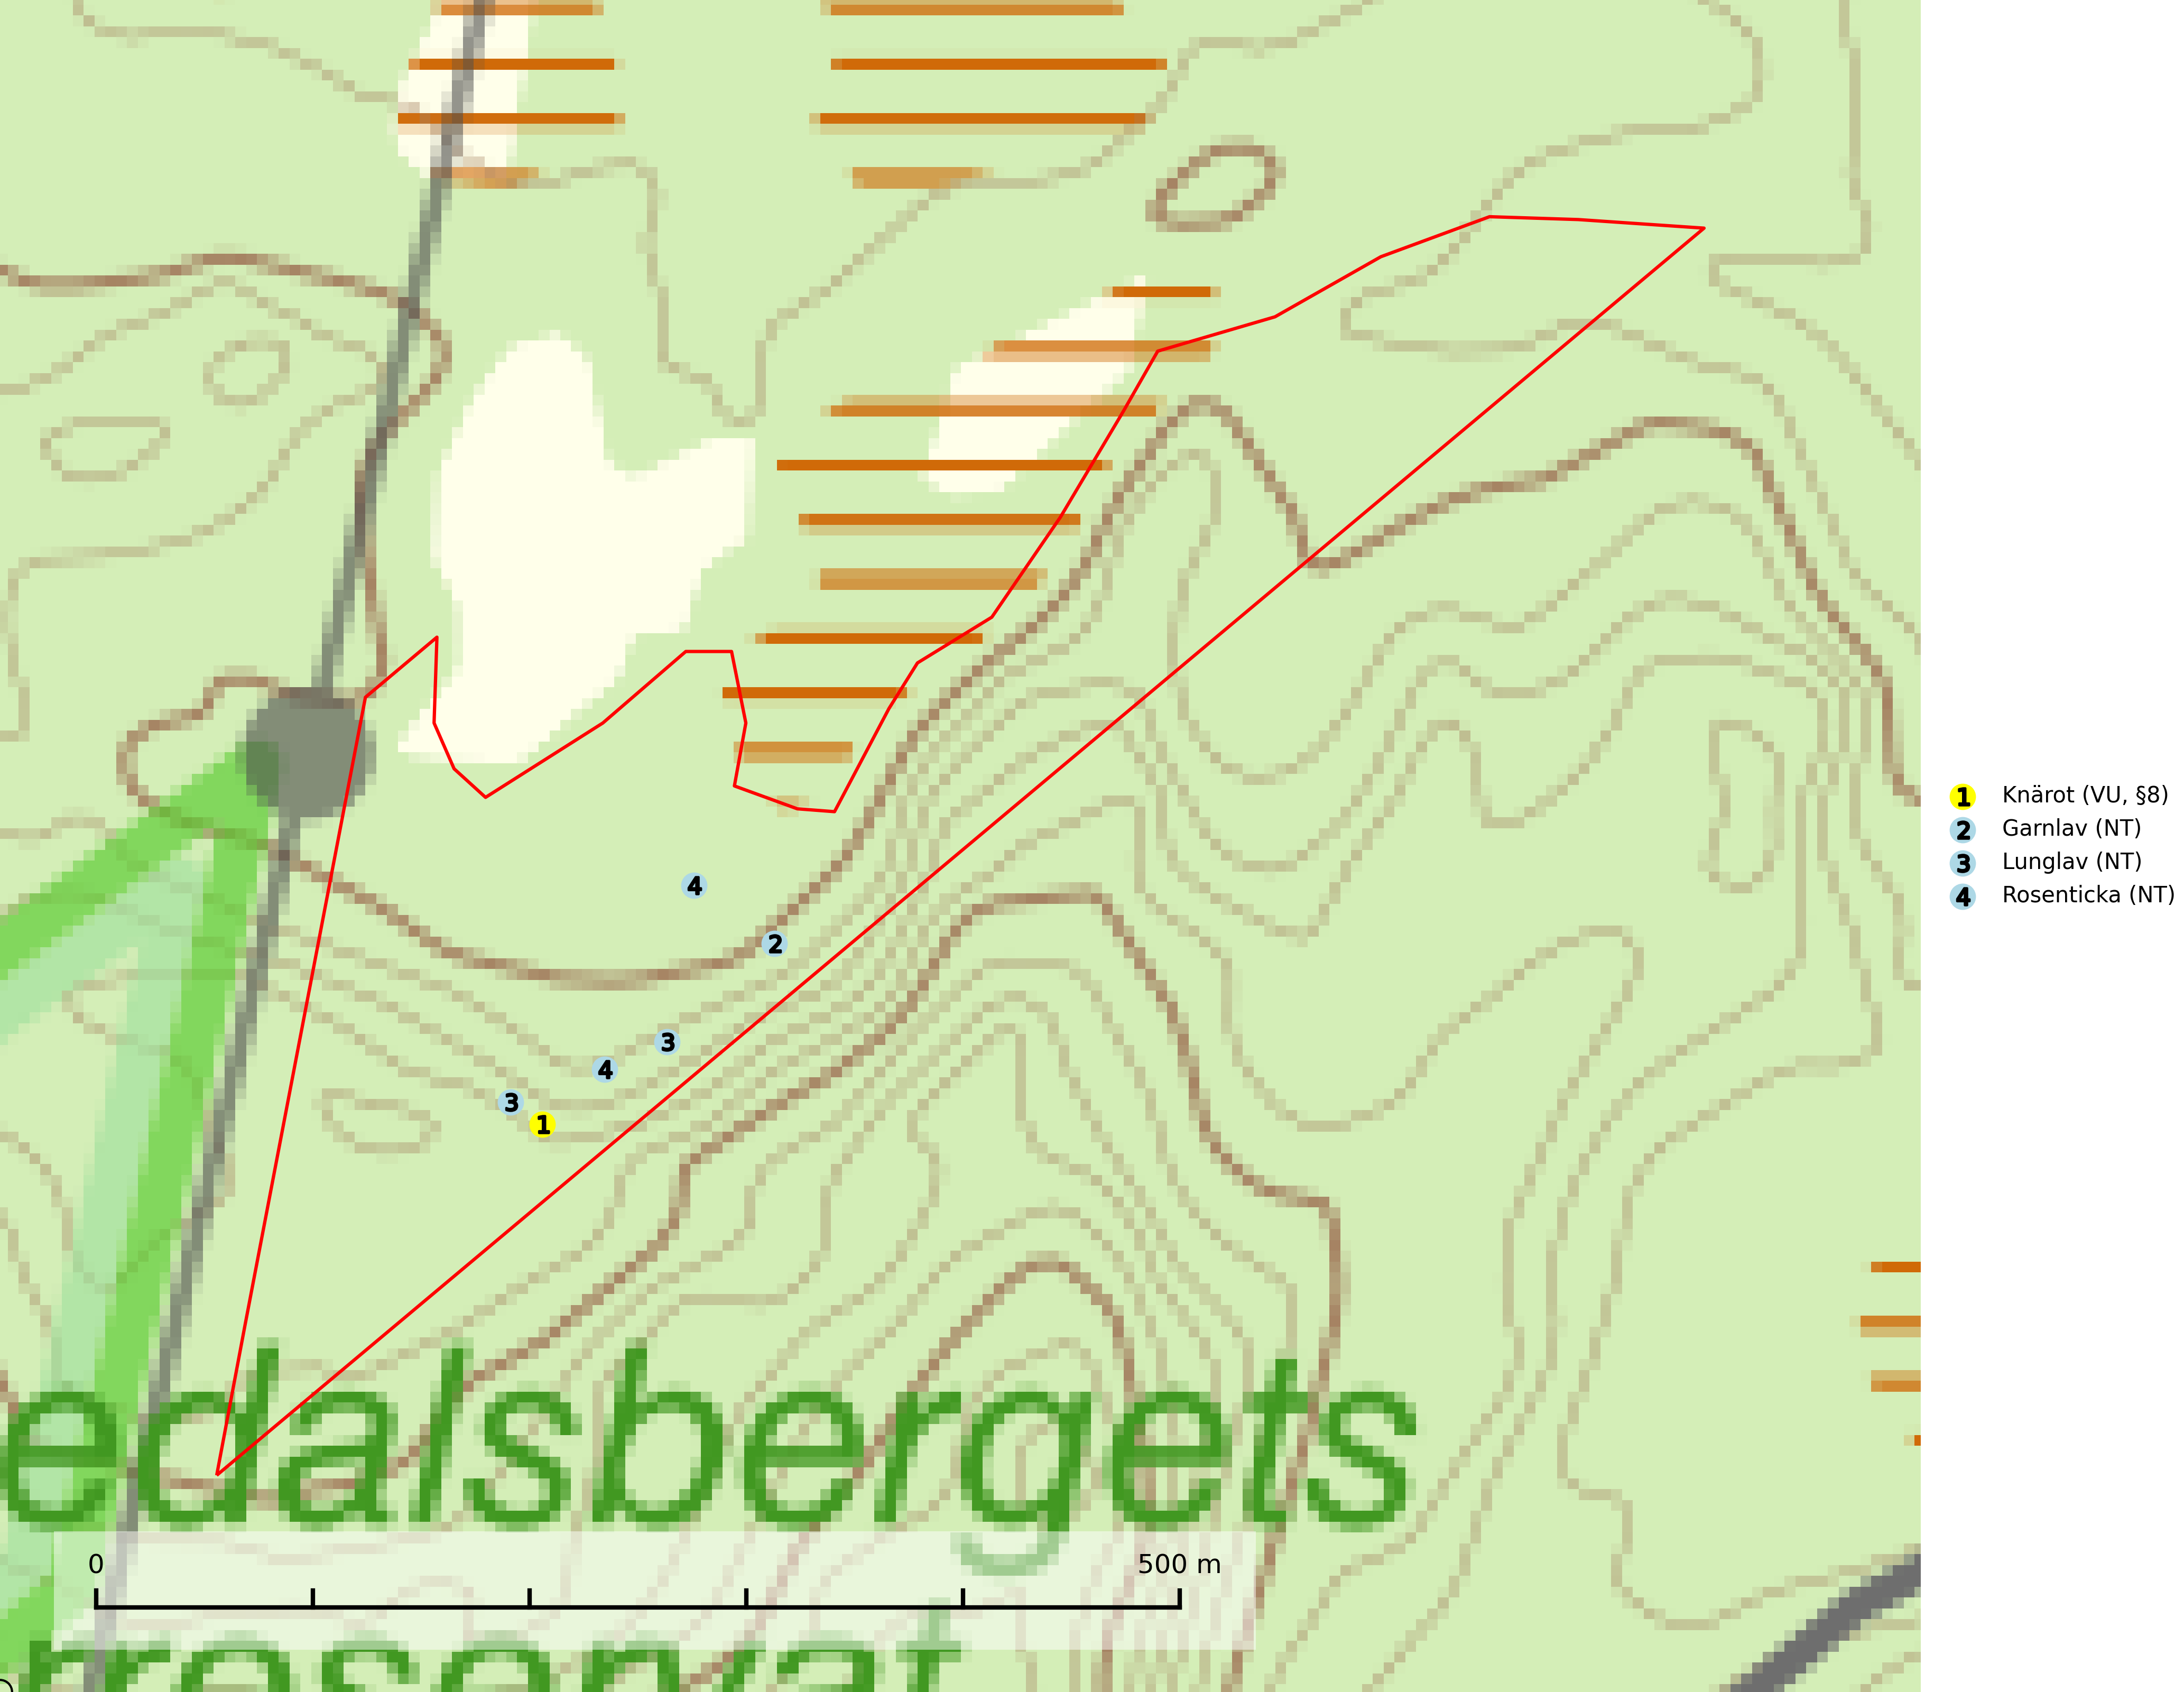 4
2
3
4
3
1
edalsbergets
0 500 m
reservat
1 Knärot (VU, §8)
2 Garnlav (NT)
3 Lunglav (NT)
4 Rosenticka (NT)